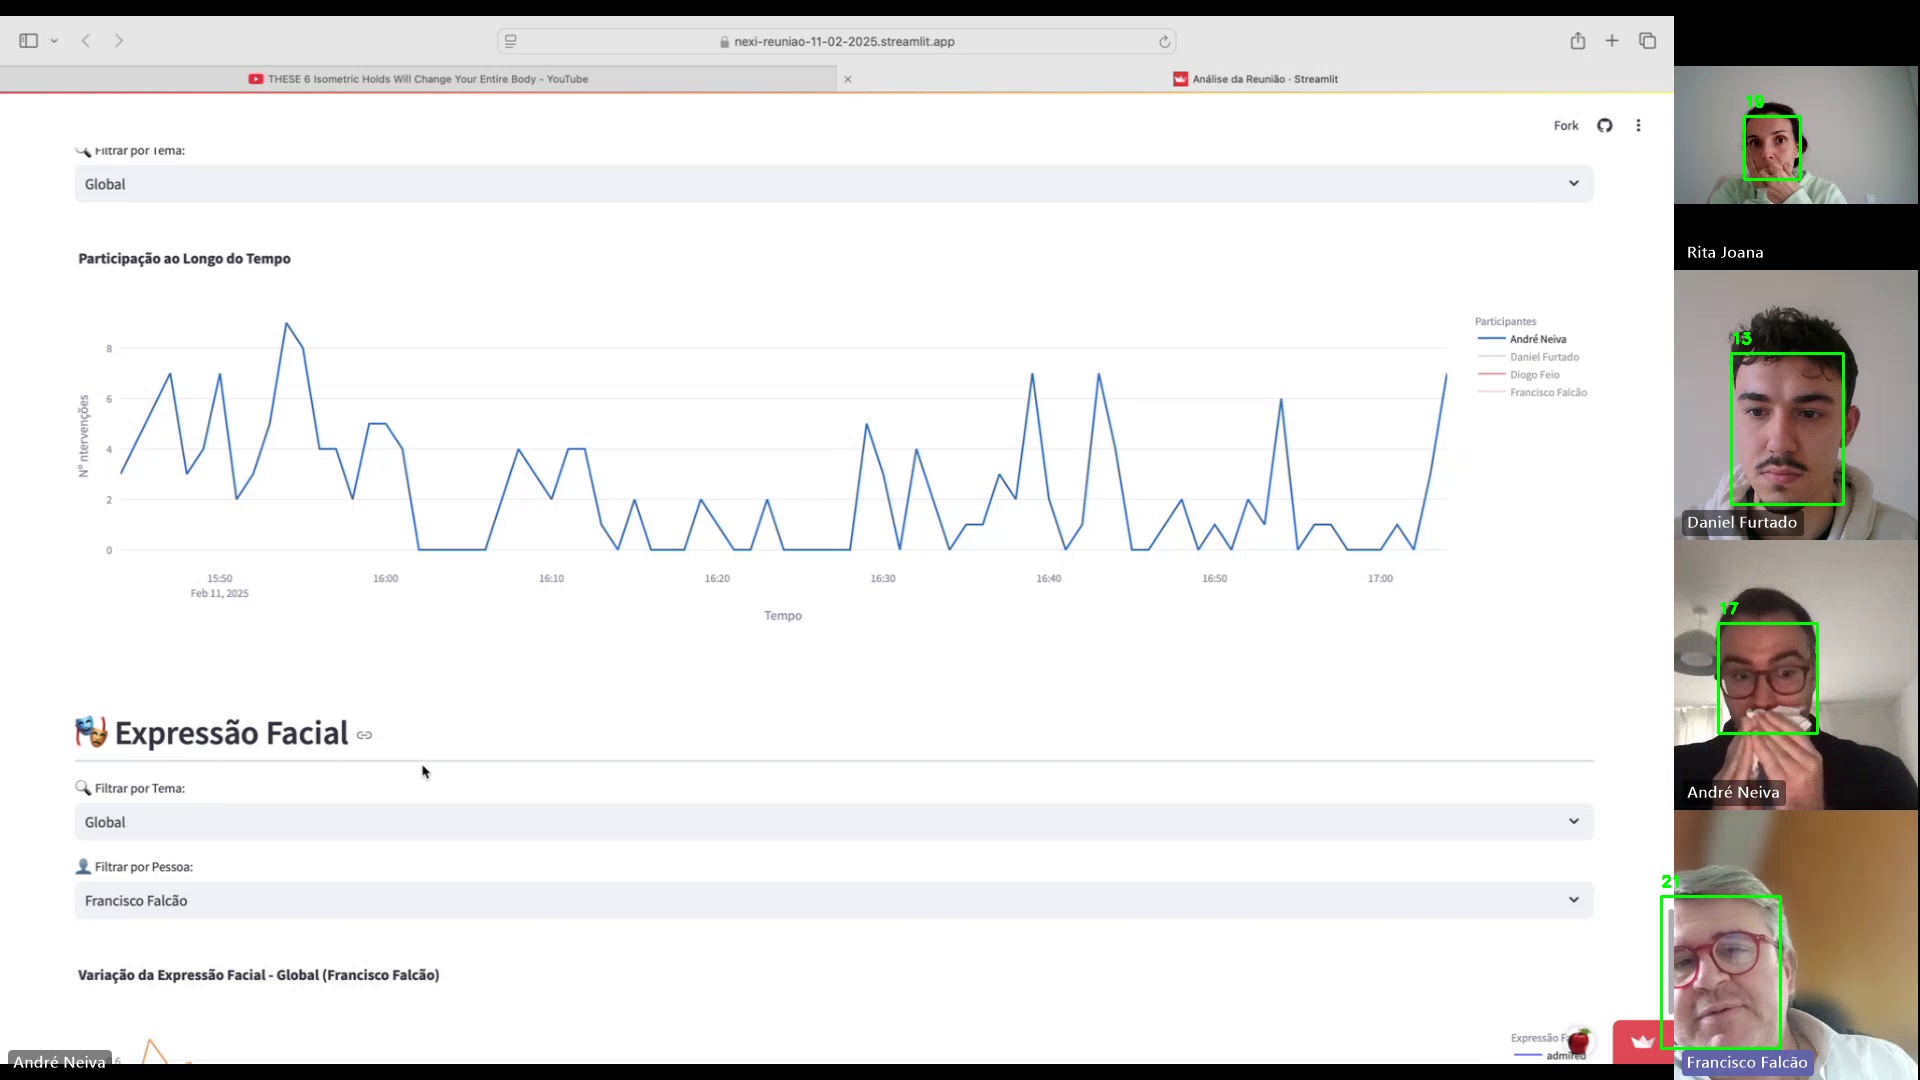 nexi-reuniao-11-02-2025.streamlit.app
THESE 6 Isometric Holds Will Change Your Entire Body - YouTube
Análise da Reunião · Streamlit
Fork
Filtrar por Tema:
Global
Participação ao Longo do Tempo
Participantes
André Neiva
Daniel Furtado
Diogo Feio
Francisco Falcão
Nº ntervenções
8
6
4
2
0
15:50
16:00
16:10
16:20
16:30
16:40
16:50
17:00
Feb 11, 2025
Tempo
Expressão Facial
Filtrar por Tema:
Global
Filtrar por Pessoa:
Francisco Falcão
Variação da Expressão Facial - Global (Francisco Falcão)
Expressão
admired
André Neiva
19
Rita Joana
Daniel Furtado
17
André Neiva
21
Francisco Falcão